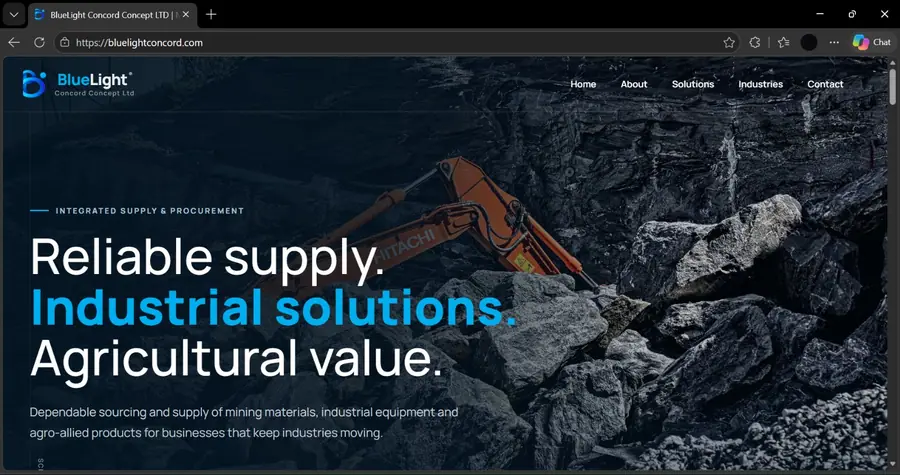 BlueLight Concord Concept LTD |
https://bluelightconcord.com
Chat
BlueLight®
Concord Concept Ltd.
Home
About
Solutions
Industries
Contact
INTEGRATED SUPPLY & PROCUREMENT
HITACHI
Reliable supply.
Industrial solutions.
Agricultural value.
Dependable sourcing and supply of mining materials, industrial equipment and
agro-allied products for businesses that keep industries moving.